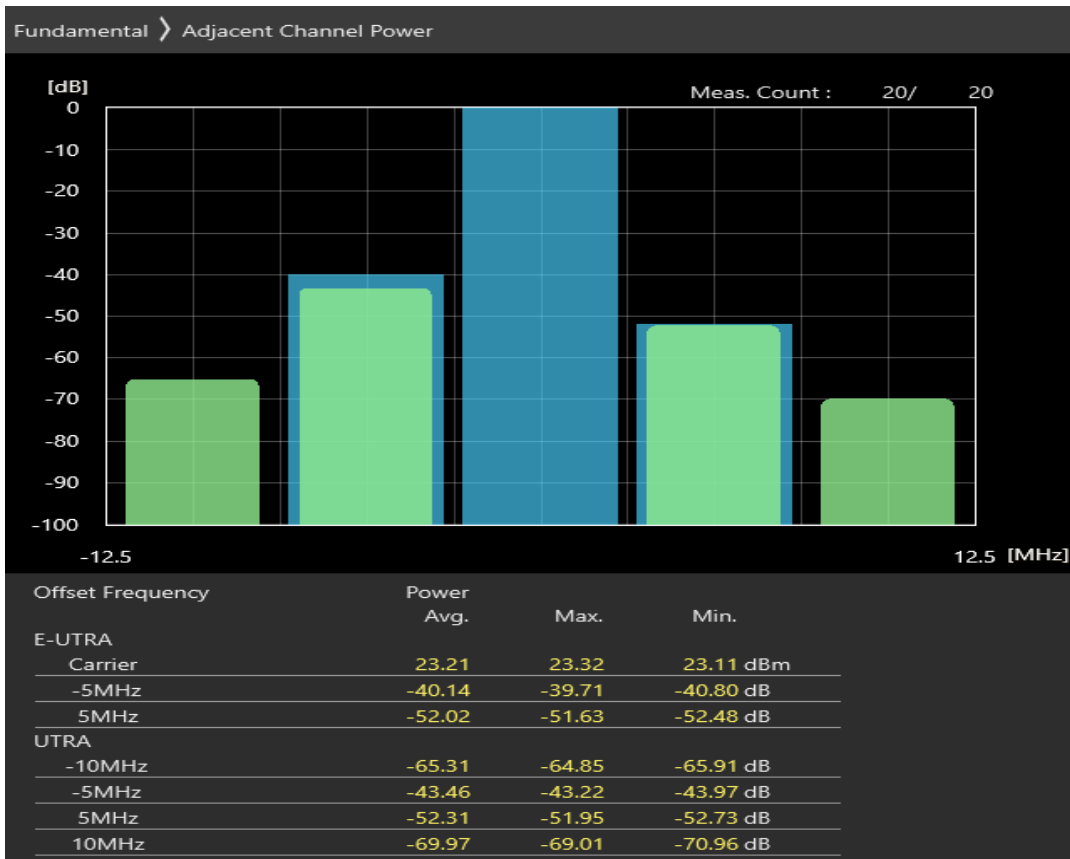 Fundamental 〉 Adjacent Channel Power
[dB]
Meas. Count : 20/ 20
0
-10
-20
-30
-40
-50
-60
-70
-80
-90
-100
-12.5 12.5 [MHz]
Offset Frequency Power
Avg. Max. Min.
E-UTRA
Carrier 23.21 23.32 23.11 dBm
-5MHz -40.14 -39.71 -40.80 dB
5MHz -52.02 -51.63 -52.48 dB
UTRA
-10MHz -65.31 -64.85 -65.91 dB
-5MHz -43.46 -43.22 -43.97 dB
5MHz -52.31 -51.95 -52.73 dB
10MHz -69.97 -69.01 -70.96 dB